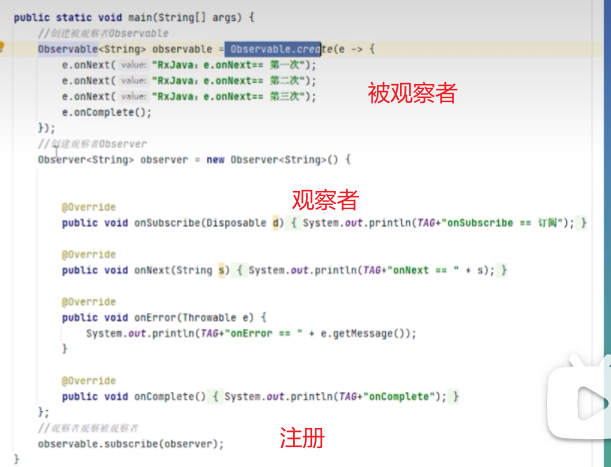 public static void main(String[] args) {
//创建被观察者Observable
Observable<String> observable = Observable.create(e -> {
e.onNext( value: "RxJava: e.onNext== 第一次");
e.onNext( value: "RxJava: e.onNext== 第二次");
e.onNext( value: "RxJava: e.onNext== 第三次");
被观察者
e.onComplete();
});
//创建观察者Observer
Observer<String> observer = new Observer<String>() {
观察者
@Override
public void onSubscribe(Disposable d) { System.out.println(TAG+"onSubscribe == 订阅"); }
@Override
public void onNext(String s) { System.out.println(TAG+"onNext == " + s); }
@Override
public void onError(Throwable e) {
System.out.println(TAG+"onError == " + e.getMessage());
}
@Override
public void onComplete() { System.out.println(TAG+"onComplete"); }
};
//观察者观察被观察者
注册
observable.subscribe(observer);
}